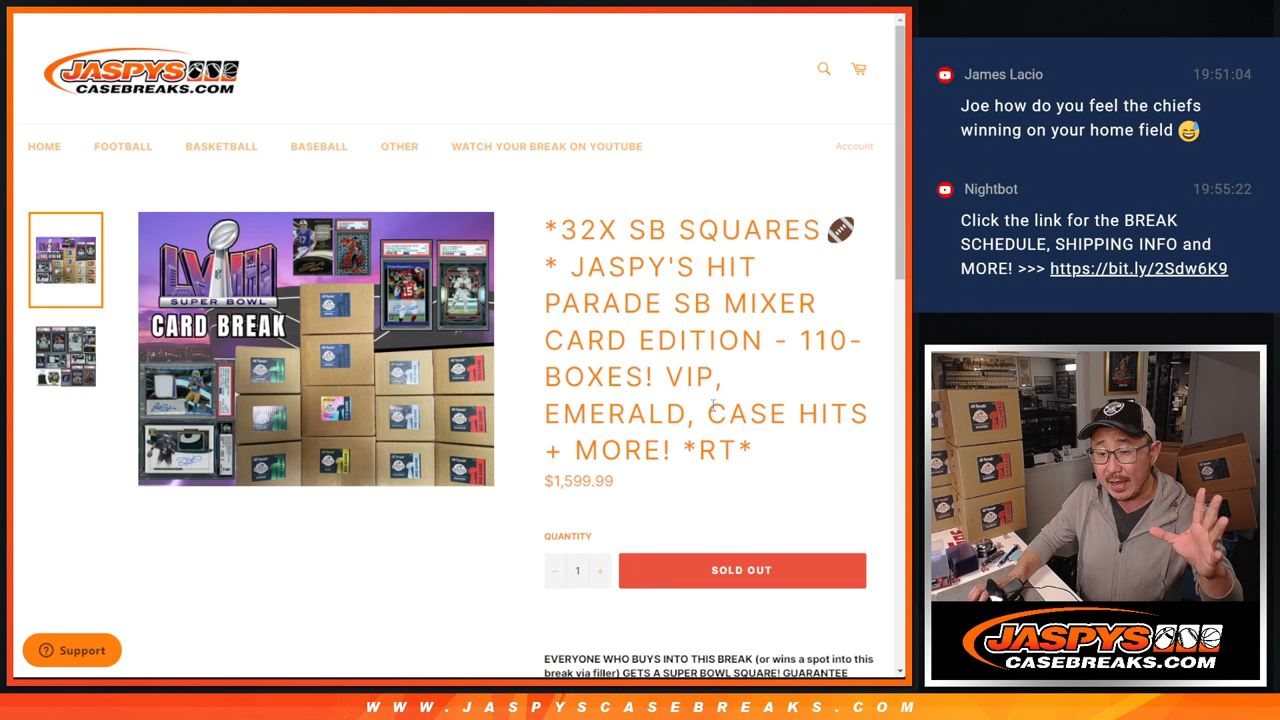 JASPYS
CASEBREAKS.COM
HOME FOOTBALL BASKETBALL BASEBALL OTHER WATCH YOUR BREAK ON YOUTUBE Account
LVIII
SUPER BOWL
CARD BREAK
*32X SB SQUARES🏈
* JASPY'S HIT
PARADE SB MIXER
CARD EDITION - 110-
BOXES! VIP,
EMERALD, CASE HITS
+ MORE! *RT*
$1,599.99
QUANTITY
− 1 +
SOLD OUT
Support
EVERYONE WHO BUYS INTO THIS BREAK (or wins a spot into this
break via filler) GETS A SUPER BOWL SQUARE! GUARANTEE
James Lacio 19:51:04
Joe how do you feel the chiefs
winning on your home field 😅
Nightbot 19:55:22
Click the link for the BREAK
SCHEDULE, SHIPPING INFO and
MORE! >>> https://bit.ly/2Sdw6K9
JASPYS
CASEBREAKS.COM
WWW.JASPYSCASEBREAKS.COM